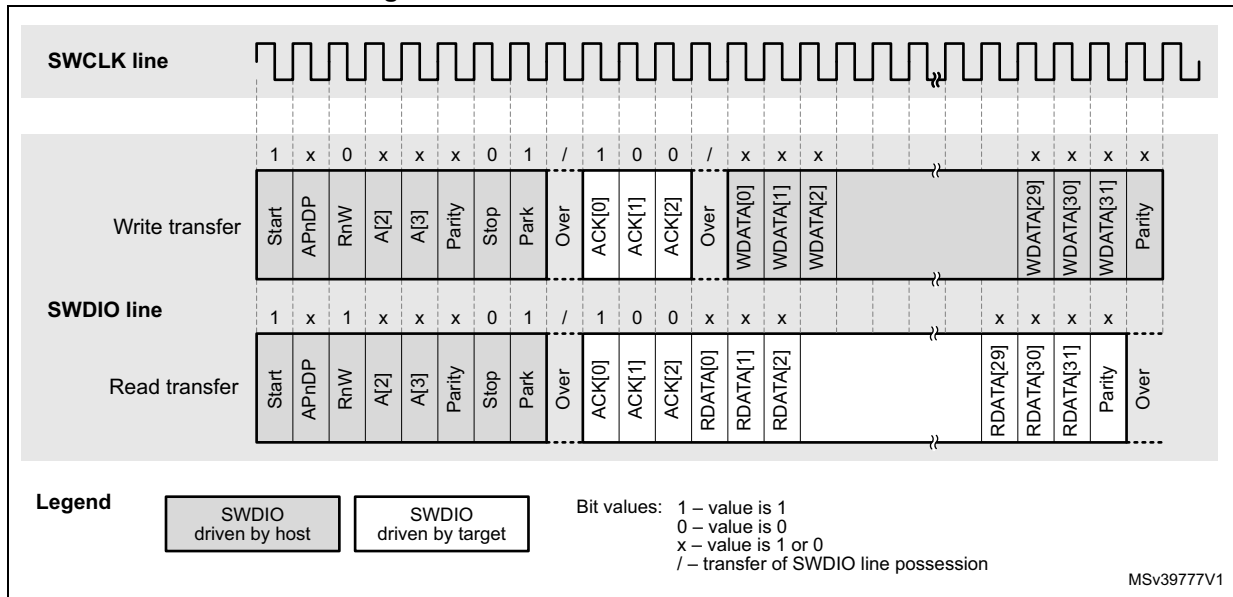 SWCLK line
1 x 0 x x x 0 1 / 1 0 0 / x x x x x x x
Write transfer
Start APnDP RnW A[2] A[3] Parity Stop Park Over ACK[0] ACK[1] ACK[2] Over WDATA[0] WDATA[1] WDATA[2] WDATA[29] WDATA[30] WDATA[31] Parity
SWDIO line
1 x 1 x x x 0 1 / 1 0 0 x x x x x x x
Read transfer
Start APnDP RnW A[2] A[3] Parity Stop Park Over ACK[0] ACK[1] ACK[2] RDATA[0] RDATA[1] RDATA[2] RDATA[29] RDATA[30] RDATA[31] Parity Over
Legend
SWDIO
driven by host
SWDIO
driven by target
Bit values: 1 – value is 1
0 – value is 0
x – value is 1 or 0
/ – transfer of SWDIO line possession
MSv39777V1